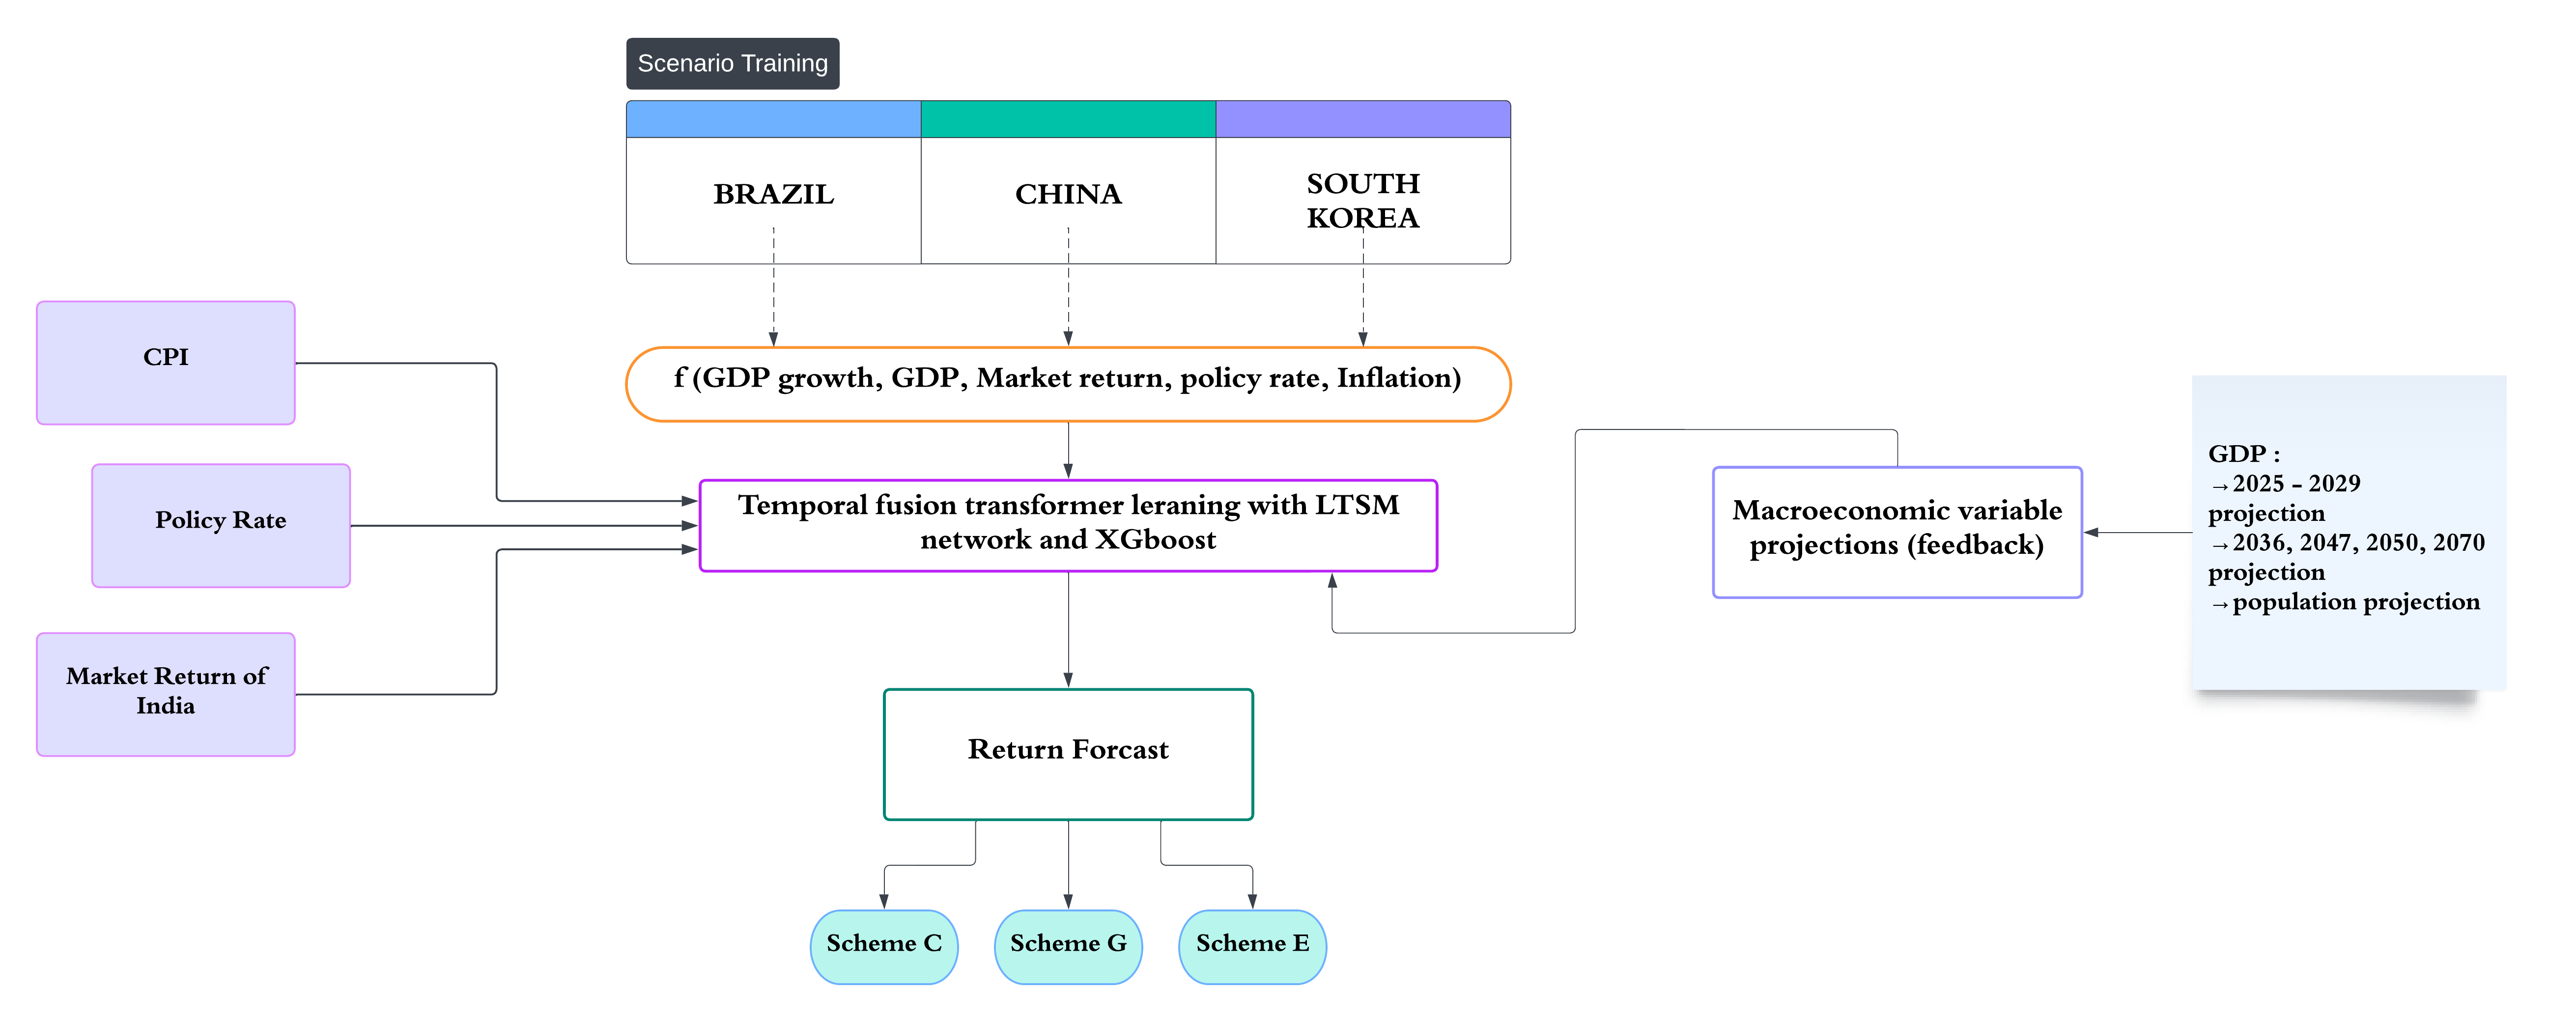 Scenario Training
BRAZIL
CHINA
SOUTH
KOREA
f (GDP growth, GDP, Market return, policy rate, Inflation)
CPI
Policy Rate
Market Return of
India
Temporal fusion transformer leraning with LTSM
network and XGboost
Macroeconomic variable
projections (feedback)
GDP :
→2025 - 2029
projection
→2036, 2047, 2050, 2070
projection
→population projection
Return Forcast
Scheme C
Scheme G
Scheme E